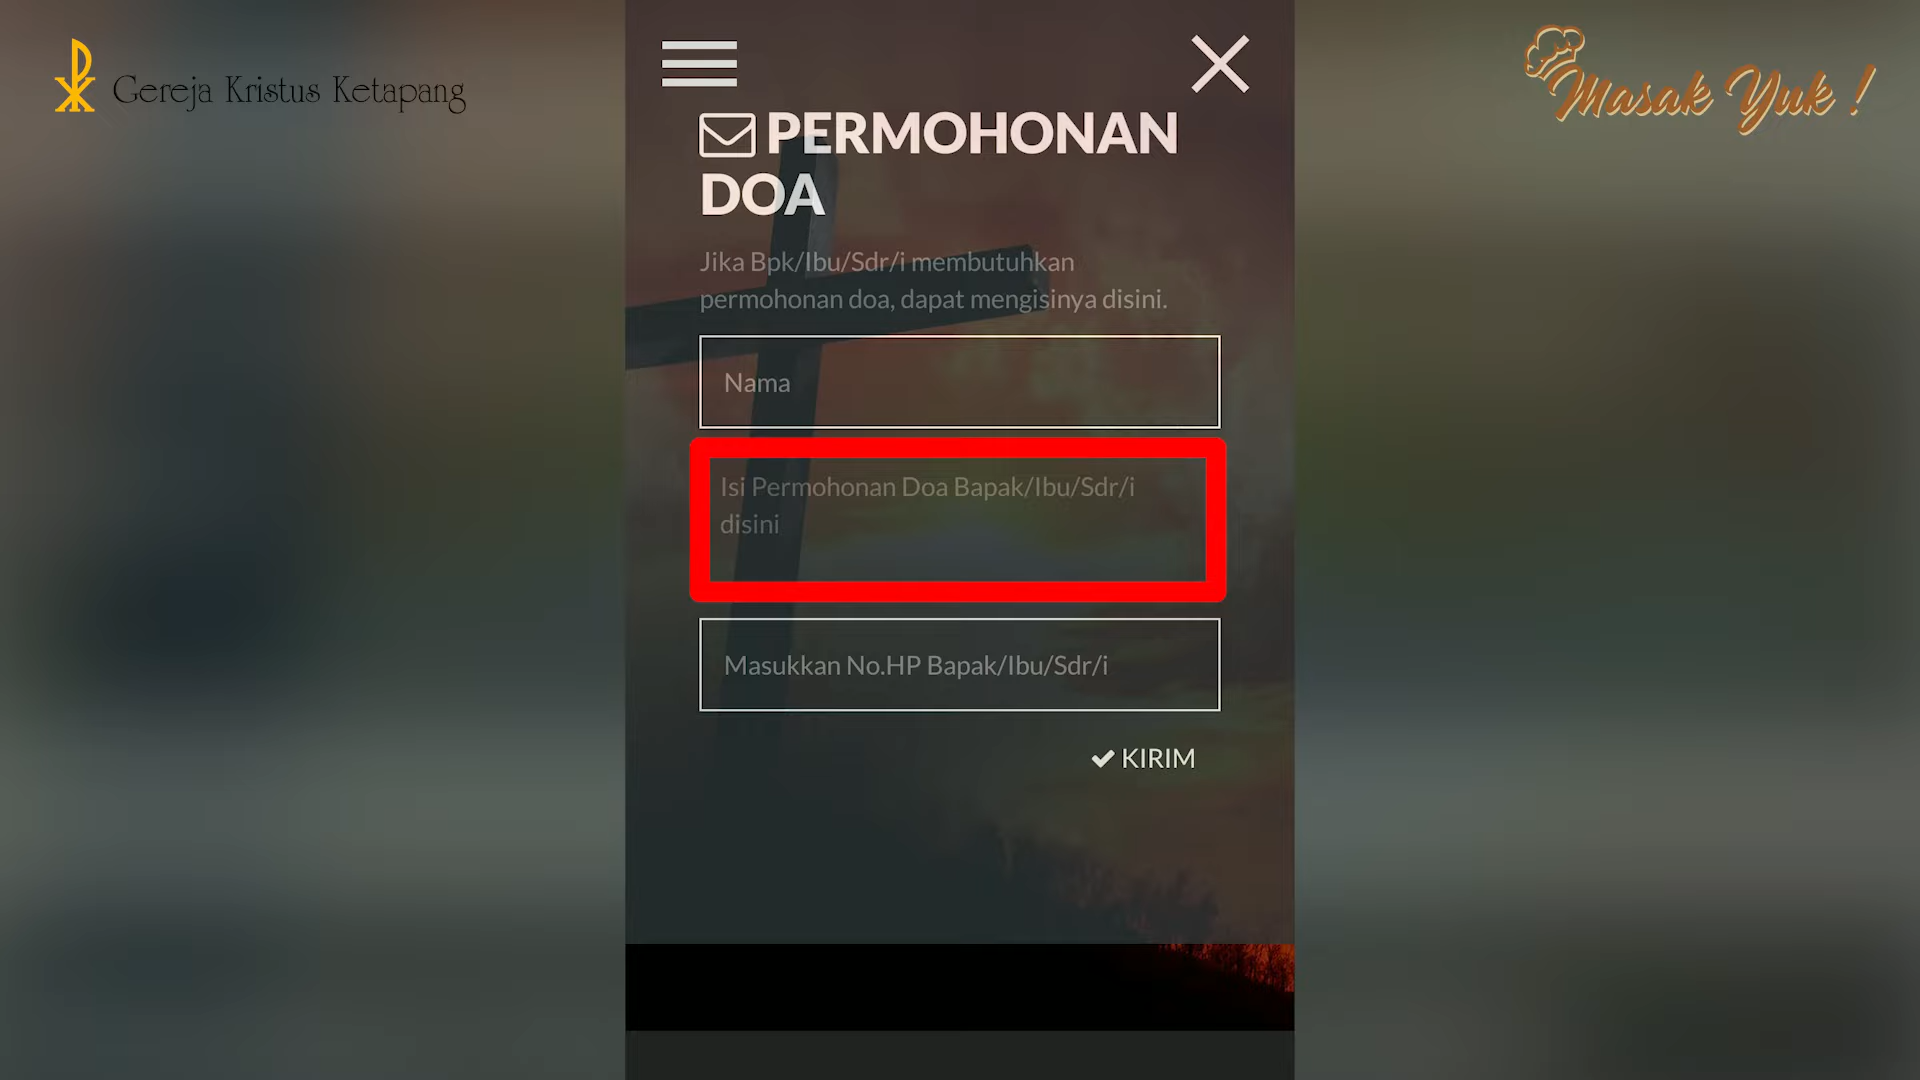 Gereja Kristus Ketapang
Masak Yuk !
PERMOHONAN
DOA
Jika Bpk/Ibu/Sdr/i membutuhkan
permohonan doa, dapat mengisinya disini.
Nama
Isi Permohonan Doa Bapak/Ibu/Sdr/i
disini
Masukkan No.HP Bapak/Ibu/Sdr/i
KIRIM